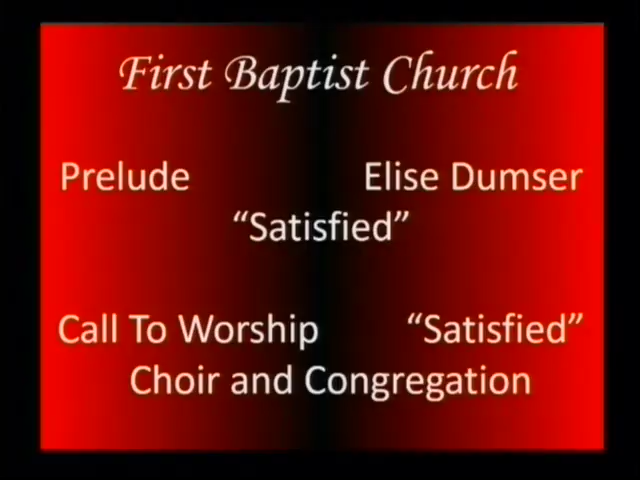 First Baptist Church
Prelude Elise Dumser
“Satisfied”
Call To Worship “Satisfied”
Choir and Congregation